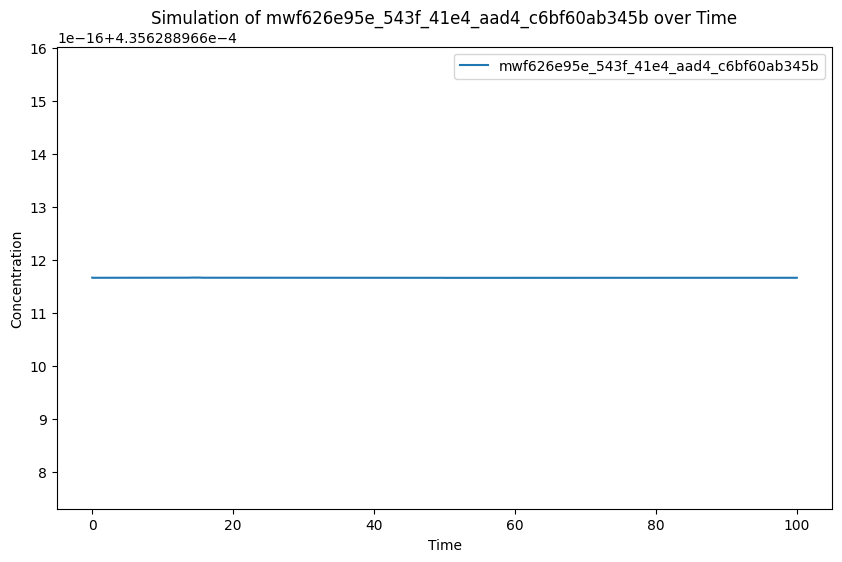 Simulation of mwf626e95e_543f_41e4_aad4_c6bf60ab345b over Time
1e-16+4.356288966e-4
mwf626e95e_543f_41e4_aad4_c6bf60ab345b
16
15
14
13
12
11
10
9
8
Concentration
0 20 40 60 80 100
Time